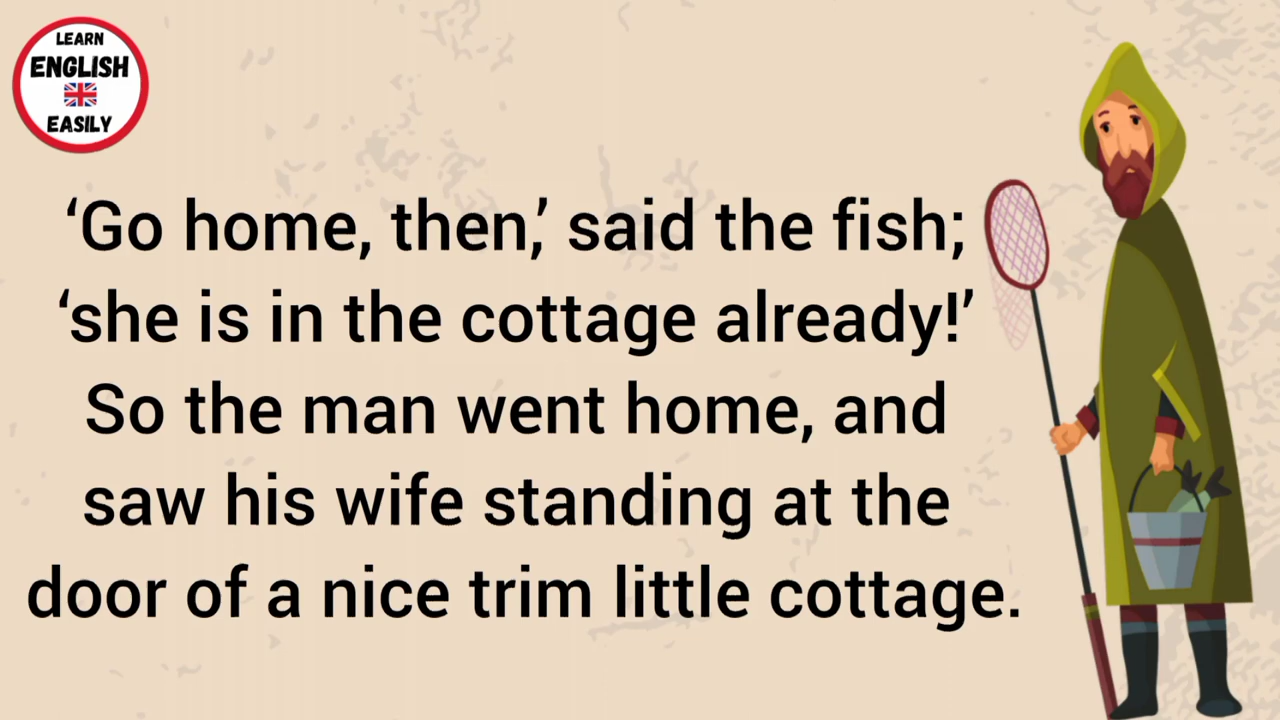 LEARN
ENGLISH
EASILY
‘Go home, then,’ said the fish;
‘she is in the cottage already!’
So the man went home, and
saw his wife standing at the
door of a nice trim little cottage.